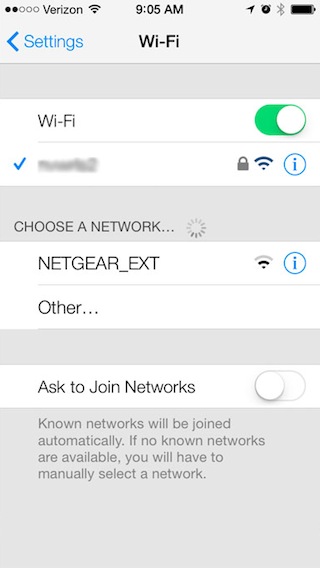 Verizon 9:05 AM
Settings Wi-Fi
Wi-Fi
CHOOSE A NETWORK...
NETGEAR_EXT
Other...
Ask to Join Networks
Known networks will be joined
automatically. If no known networks
are available, you will have to
manually select a network.